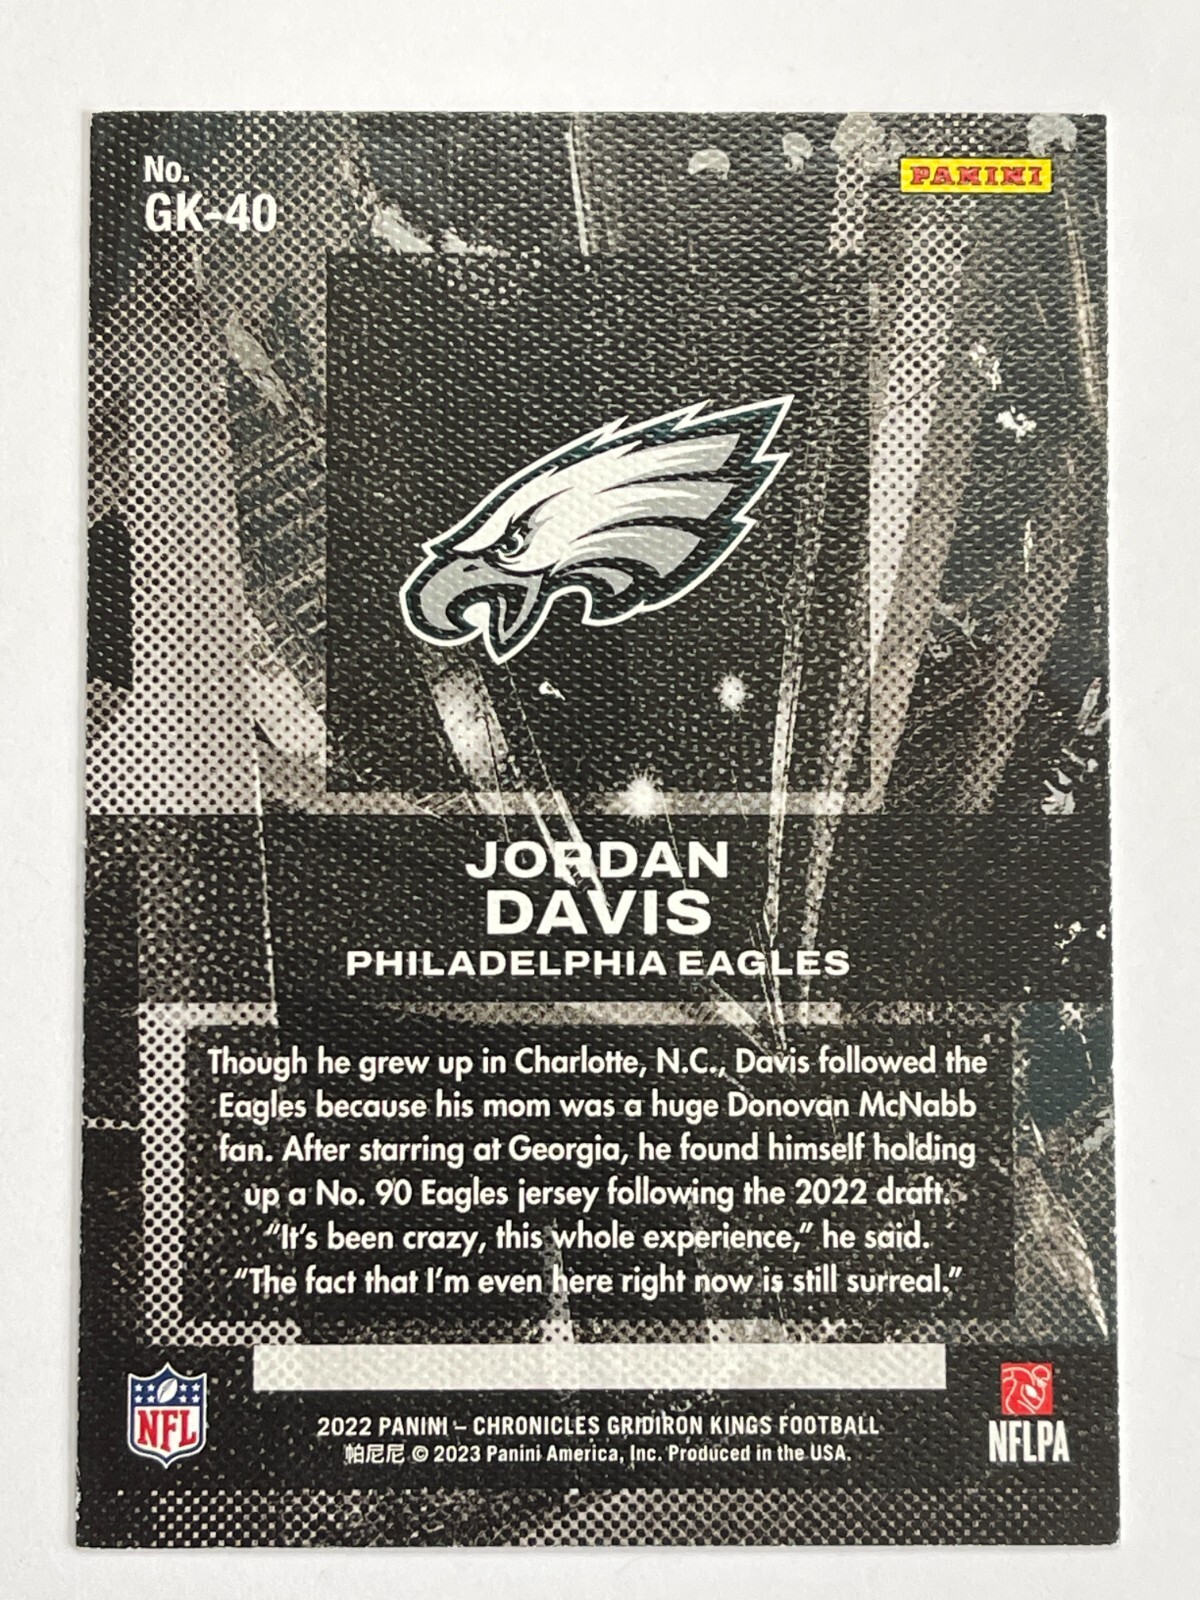 No.
GK-40
PANINI
JORDAN
DAVIS
PHILADELPHIA EAGLES
Though he grew up in Charlotte, N.C., Davis followed the
Eagles because his mom was a huge Donovan McNabb
fan. After starring at Georgia, he found himself holding
up a No. 90 Eagles jersey following the 2022 draft.
“It’s been crazy, this whole experience,” he said.
“The fact that I’m even here right now is still surreal.”
NFL
2022 PANINI – CHRONICLES GRIDIRON KINGS FOOTBALL
帕尼尼 © 2023 Panini America, Inc. Produced in the USA.
NFLPA